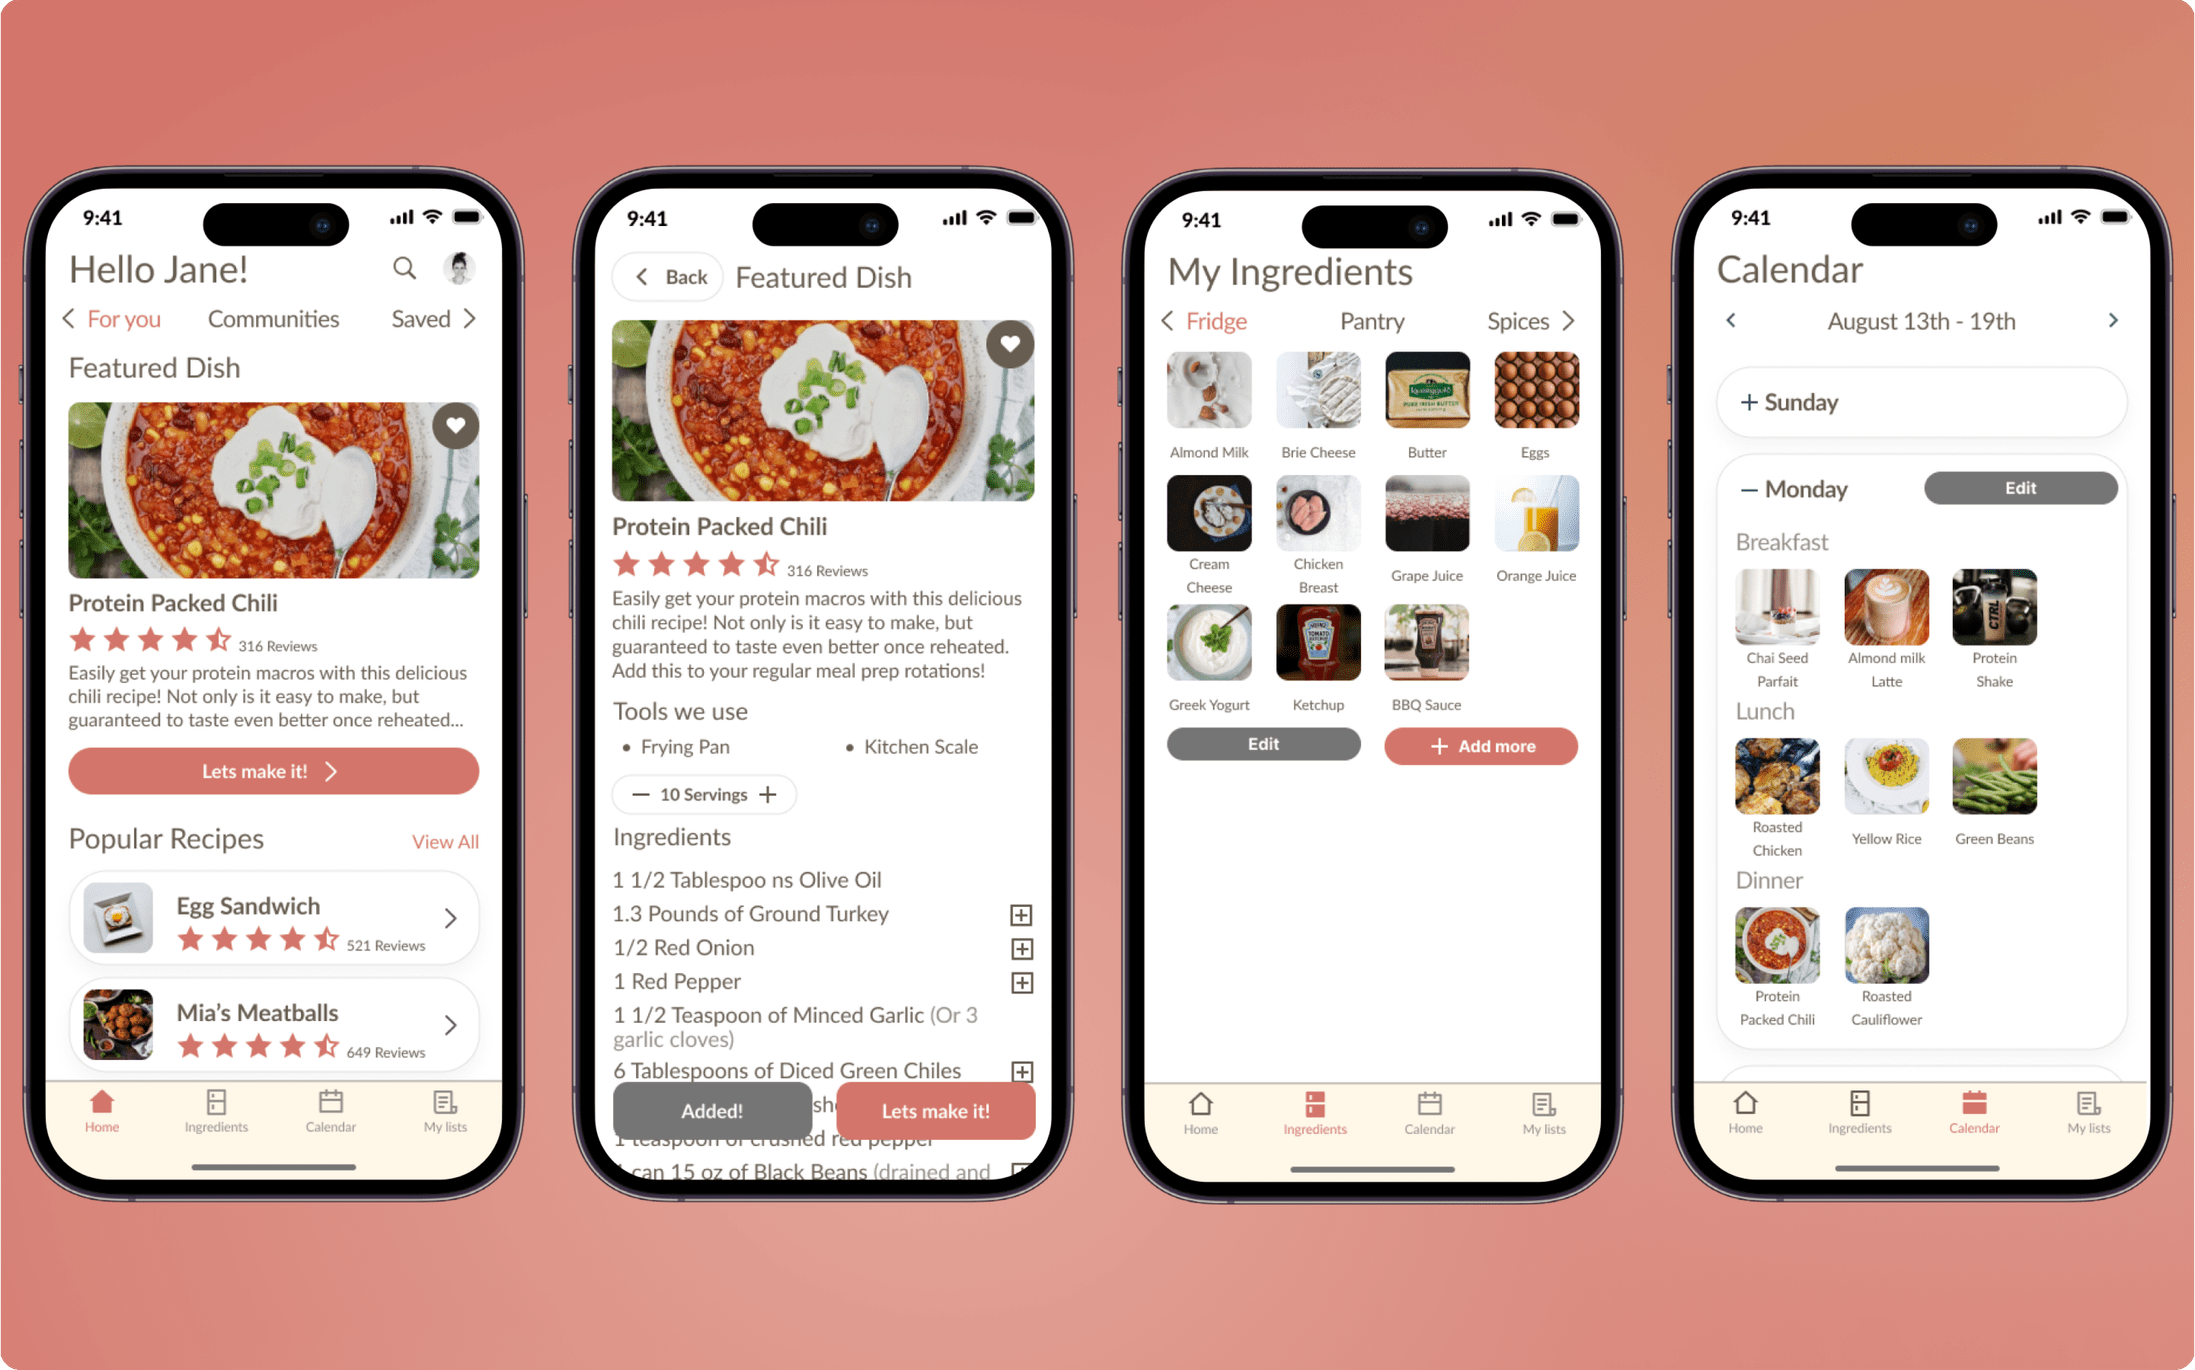 9:41
Hello Jane!
For you Communities Saved
Featured Dish
Protein Packed Chili
316 Reviews
Easily get your protein macros with this delicious
chili recipe! Not only is it easy to make, but
guaranteed to taste even better once reheated...
Lets make it!
Popular Recipes View All
Egg Sandwich
521 Reviews
Mia's Meatballs
649 Reviews
Home Ingredients Calendar My lists
9:41
Back Featured Dish
Protein Packed Chili
316 Reviews
Easily get your protein macros with this delicious
chili recipe! Not only is it easy to make, but
guaranteed to taste even better once reheated.
Add this to your regular meal prep rotations!
Tools we use
• Frying Pan • Kitchen Scale
10 Servings
Ingredients
1 1/2 Tablespoo ns Olive Oil
1.3 Pounds of Ground Turkey
1/2 Red Onion
1 Red Pepper
1 1/2 Teaspoon of Minced Garlic (Or 3
garlic cloves)
6 Tablespoons of Diced Green Chiles
Added! Lets make it!
1 teaspoon of crushed red pepper
can 15 oz of Black Beans (drained and
9:41
My Ingredients
Fridge Pantry Spices
PURE IRISH BUTTER
Almond Milk Brie Cheese Butter Eggs
Cream Chicken Grape Juice Orange Juice
Cheese Breast
HEINZ
TOMATO
KETCHUP
Greek Yogurt Ketchup BBQ Sauce
Edit + Add more
Home Ingredients Calendar My lists
9:41
Calendar
August 13th - 19th
+ Sunday
— Monday Edit
Breakfast
CTRL
Chai Seed Almond milk Protein
Parfait Latte Shake
Lunch
Roasted Yellow Rice Green Beans
Chicken
Dinner
Protein Roasted
Packed Chili Cauliflower
Home Ingredients Calendar My lists